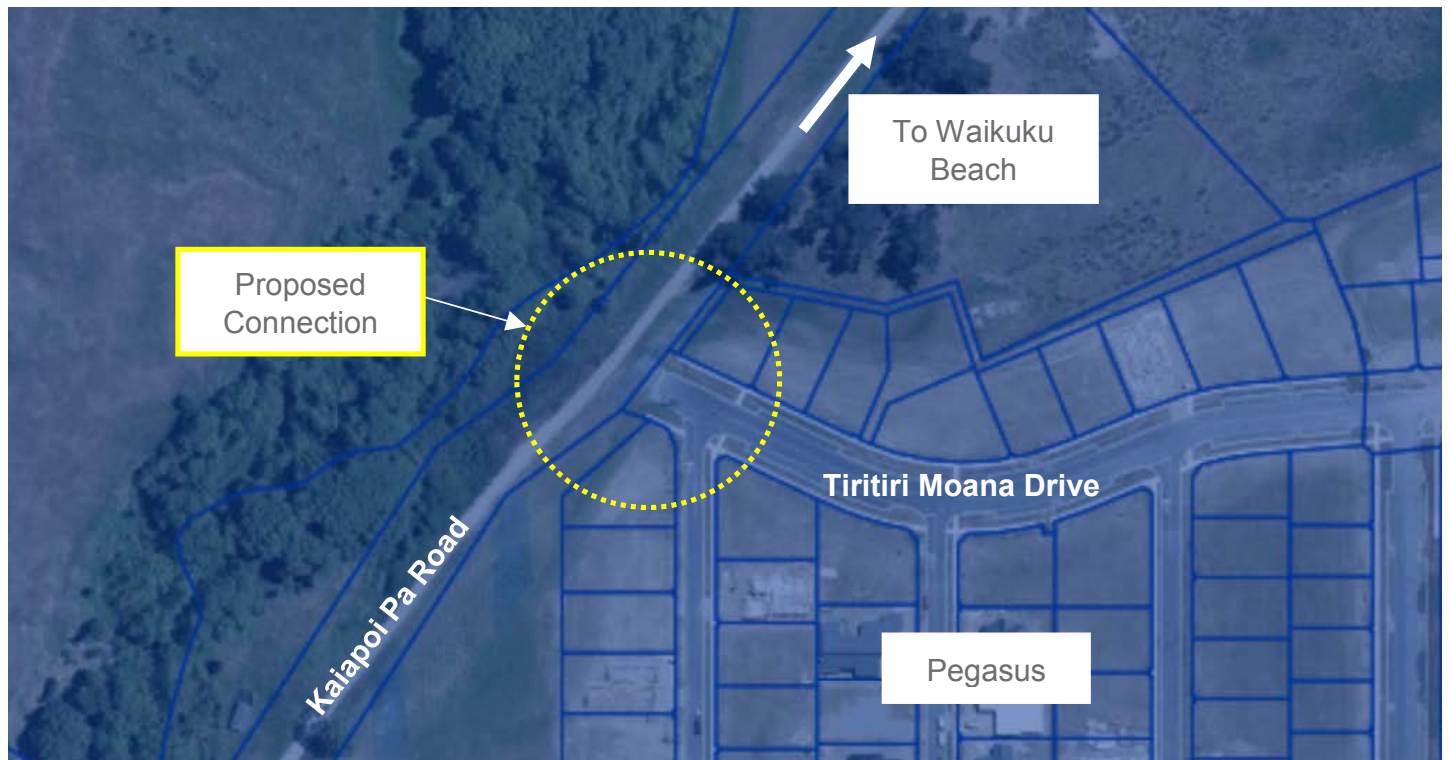 To Waikuku
Beach
Proposed
Connection
Tiritiri Moana Drive
Kaiapoi Pa Road
Pegasus